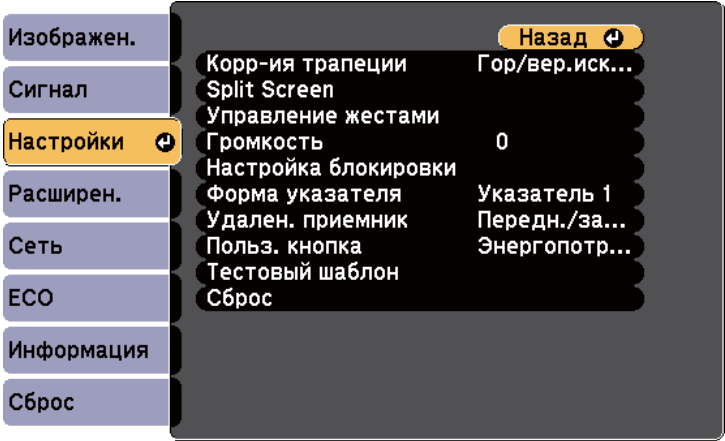 Изображен.
Сигнал
Настройки
Расширен.
Сеть
ECO
Информация
Сброс
Назад
Корр-ия трапеции Гор/вер.иск...
Split Screen
Управление жестами
Громкость 0
Настройка блокировки
Форма указателя Указатель 1
Удален. приемник Передн./за...
Польз. кнопка Энергопотр...
Тестовый шаблон
Сброс